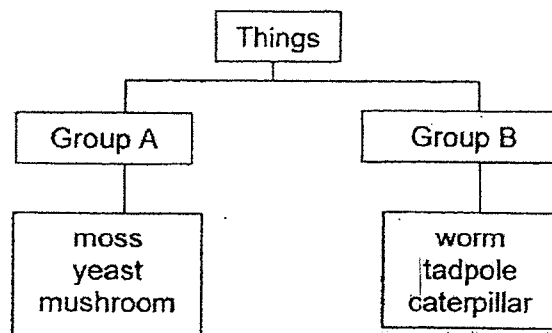 Things
Group A
Group B
moss
yeast
mushroom
worm
tadpole
caterpillar